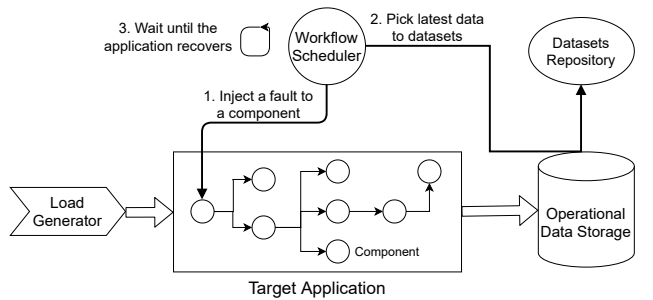 3. Wait until the
application recovers
Workflow
Scheduler
2. Pick latest data
to datasets
Datasets
Repository
1. Inject a fault to
a component
Load
Generator
Component
Operational
Data Storage
Target Application